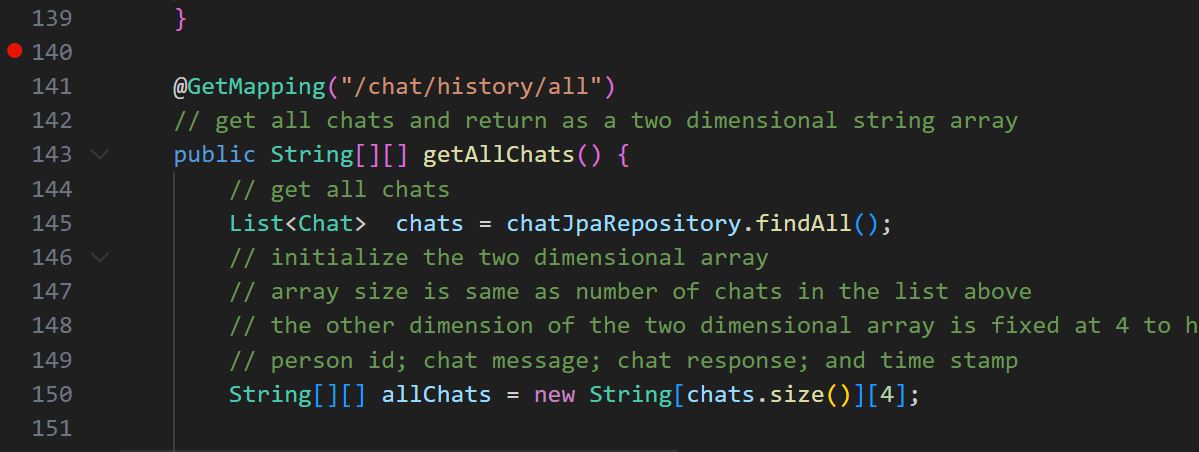 139 }
140
141 @GetMapping("/chat/history/all")
142 // get all chats and return as a two dimensional string array
143 public String[][] getAllChats() {
144 // get all chats
145 List<Chat>  chats = chatJpaRepository.findAll();
146 // initialize the two dimensional array
147 // array size is same as number of chats in the list above
148 // the other dimension of the two dimensional array is fixed at 4 to h
149 // person id; chat message; chat response; and time stamp
150 String[][] allChats = new String[chats.size()][4];
151